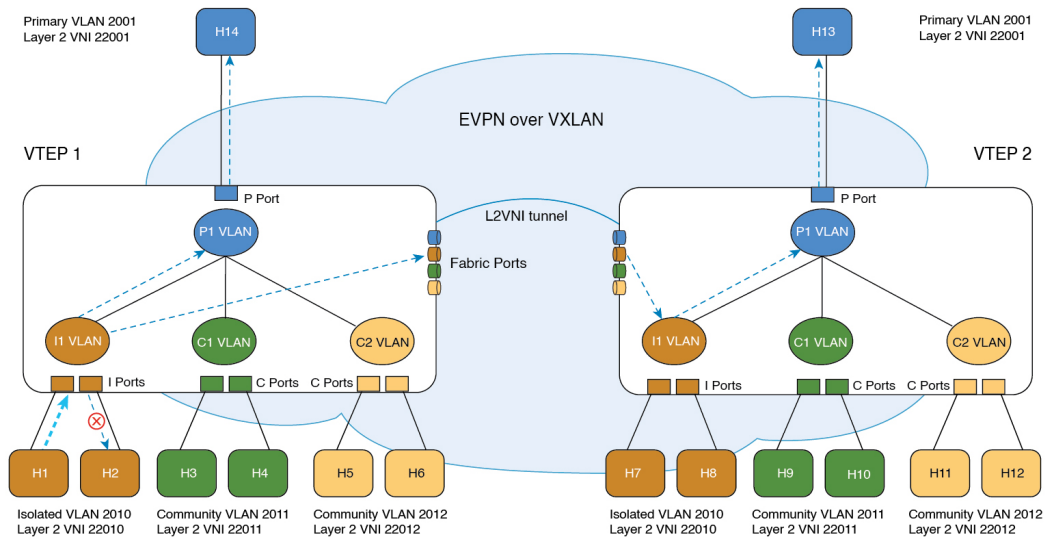 Primary VLAN 2001
Layer 2 VNI 22001
H14
H13
Primary VLAN 2001
Layer 2 VNI 22001
EVPN over VXLAN
VTEP 1
VTEP 2
P Port
P Port
P1 VLAN
L2VNI tunnel
P1 VLAN
Fabric Ports
I1 VLAN
C1 VLAN
C2 VLAN
I1 VLAN
C1 VLAN
C2 VLAN
I Ports
C Ports
C Ports
I Ports
C Ports
C Ports
H1
H2
H3
H4
H5
H6
H7
H8
H9
H10
H11
H12
Isolated VLAN 2010
Layer 2 VNI 22010
Community VLAN 2011
Layer 2 VNI 22011
Community VLAN 2012
Layer 2 VNI 22012
Isolated VLAN 2010
Layer 2 VNI 22010
Community VLAN 2011
Layer 2 VNI 22011
Community VLAN 2012
Layer 2 VNI 22012